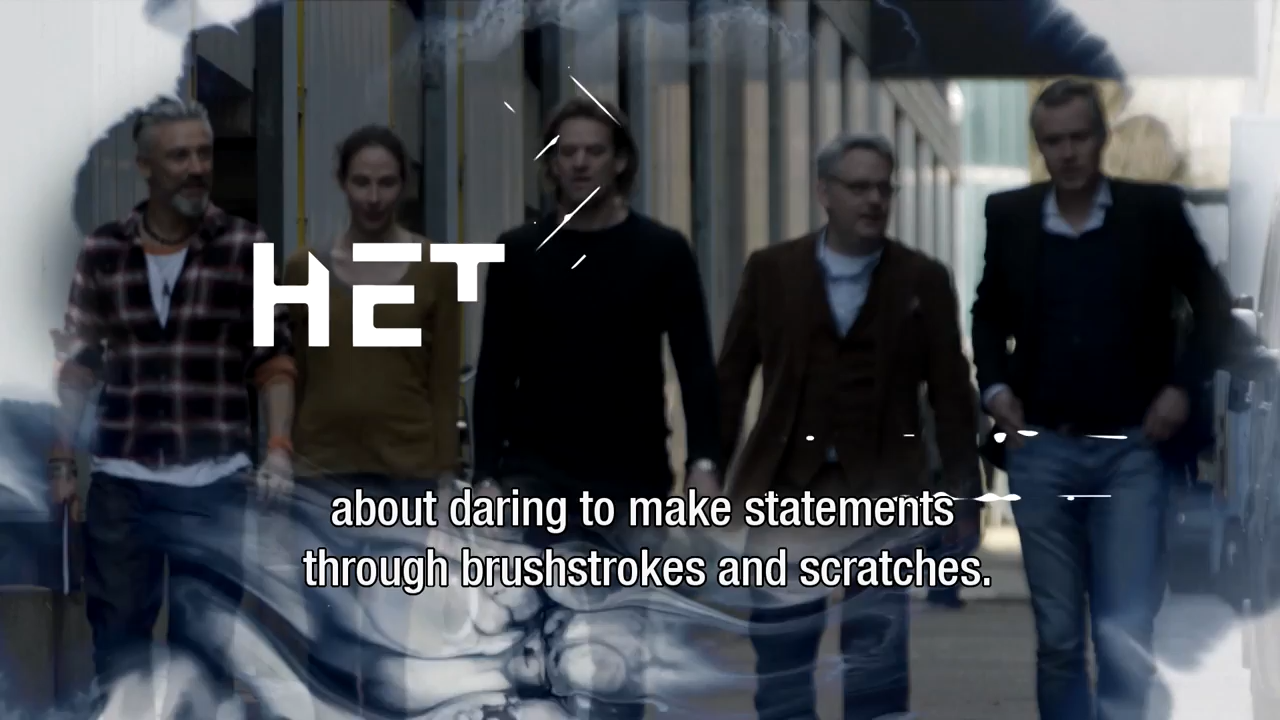 HET
about daring to make statements
through brushstrokes and scratches.